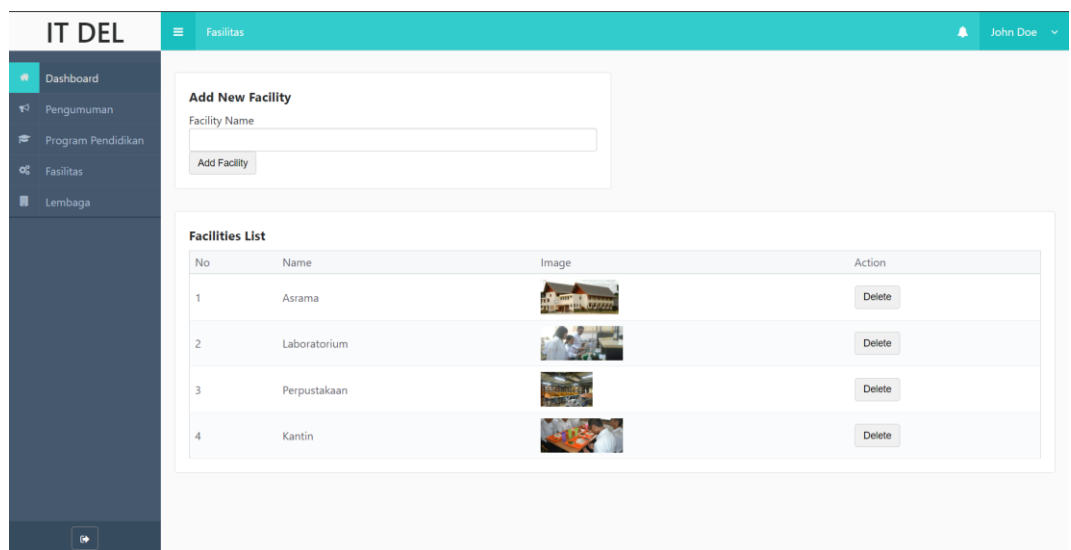 IT DEL
Fasilitas
John Doe
Dashboard
Pengumuman
Program Pendidikan
Fasilitas
Lembaga
Add New Facility
Facility Name
Add Facility
Facilities List
No Name Image Action
1 Asrama Delete
2 Laboratorium Delete
3 Perpustakaan Delete
4 Kantin Delete